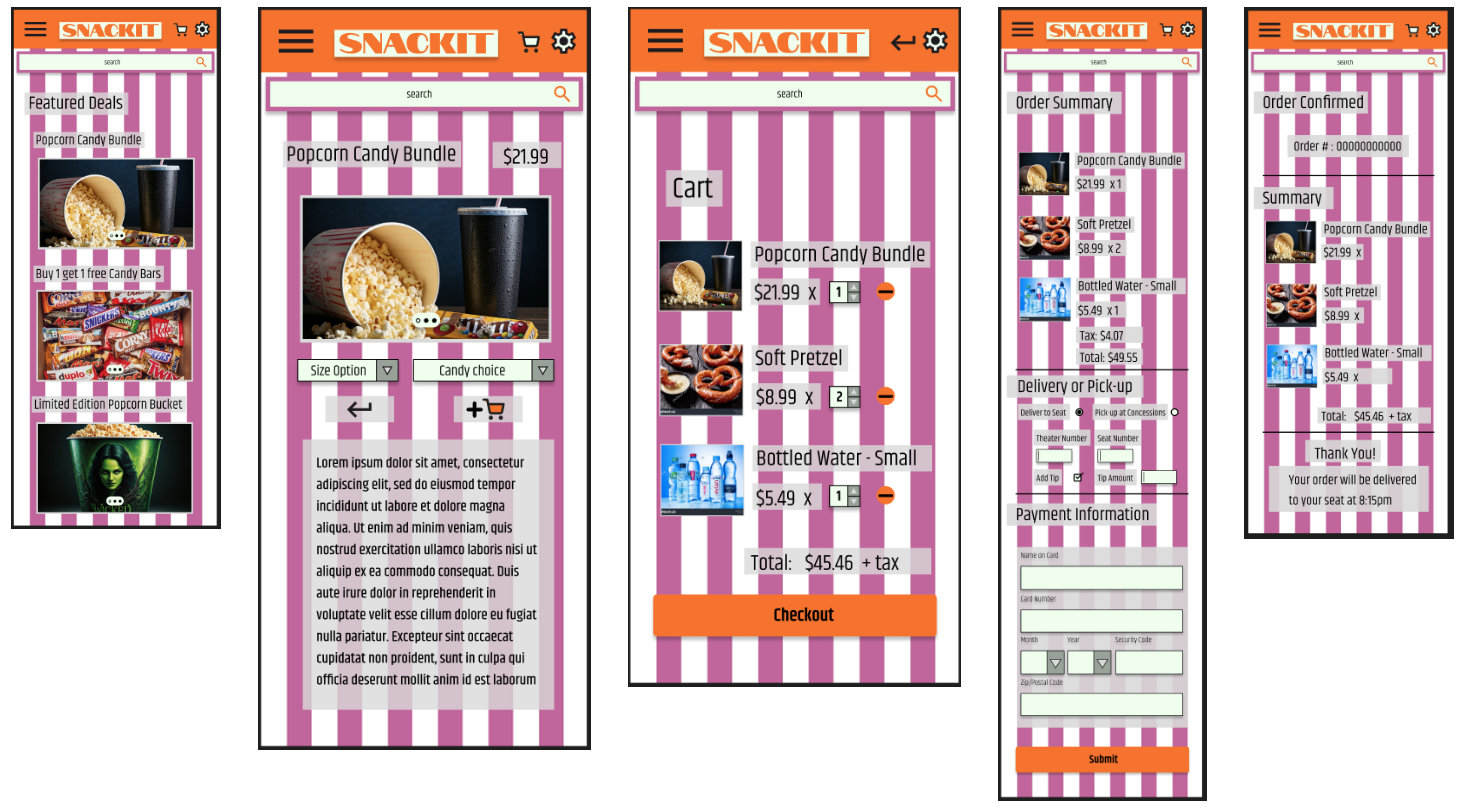 SNACKIT
search
Featured Deals
Popcorn Candy Bundle
Buy 1 get 1 free Candy Bars
SNICKERS
BOUNTY
CORNY
duplo
TWIX
Limited Edition Popcorn Bucket
WICKED
SNACKIT
search
Popcorn Candy Bundle
$21.99
Size Option
Candy choice
Lorem ipsum dolor sit amet, consectetur
adipiscing elit, sed do eiusmod tempor
incididunt ut labore et dolore magna
aliqua. Ut enim ad minim veniam, quis
nostrud exercitation ullamco laboris nisi ut
aliquip ex ea commodo consequat. Duis
aute irure dolor in reprehenderit in
voluptate velit esse cillum dolore eu fugiat
nulla pariatur. Excepteur sint occaecat
cupidatat non proident, sunt in culpa qui
officia deserunt mollit anim id est laborum
SNACKIT
search
Cart
Popcorn Candy Bundle
$21.99 x 1
Soft Pretzel
$8.99 x 2
Bottled Water - Small
$5.49 x 1
Total: $45.46 + tax
Checkout
SNACKIT
search
Order Summary
Popcorn Candy Bundle
$21.99 x 1
Soft Pretzel
$8.99 x 2
Bottled Water - Small
$5.49 x 1
Tax: $4.07
Total: $49.55
Delivery or Pick-up
Deliver to Seat
Pick-up at Concessions
Theater Number
Seat Number
Add Tip
Tip Amount
Payment Information
Name on Card
Card Number
Month
Year
Security Code
Zip/Postal Code
Submit
SNACKIT
search
Order Confirmed
Order # : 00000000000
Summary
Popcorn Candy Bundle
$21.99 x
Soft Pretzel
$8.99 x
Bottled Water - Small
$5.49 x
Total: $45.46 + tax
Thank You!
Your order will be delivered
to your seat at 8:15pm